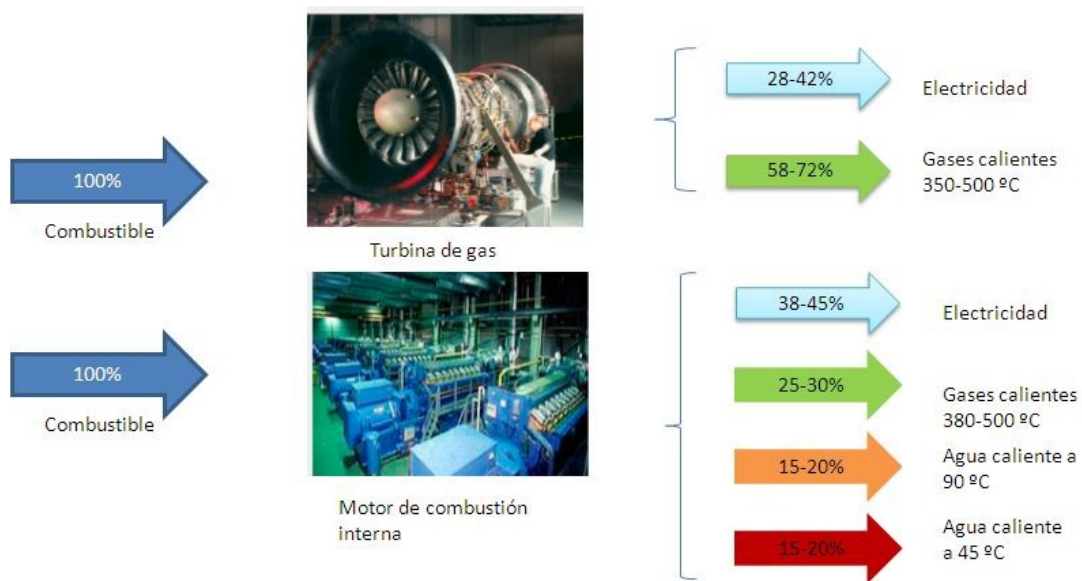 100%
Combustible
Turbina de gas
28-42%
Electricidad
58-72%
Gases calientes
350-500 ºC
100%
Combustible
Motor de combustión
interna
38-45%
Electricidad
25-30%
Gases calientes
380-500 ºC
15-20%
Agua caliente a
90 ºC
15-20%
Agua caliente
a 45 ºC